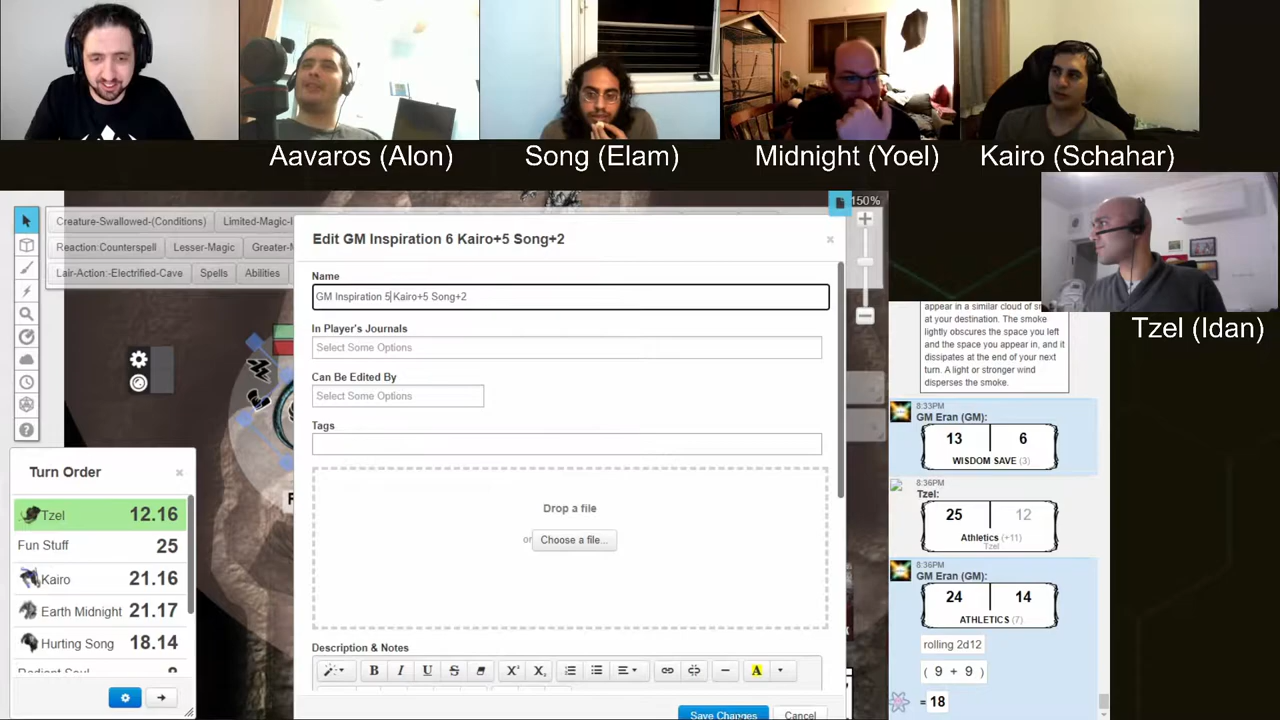 Aavaros (Alon)
Song (Elam)
Midnight (Yoel)
Kairo (Schahar)
Tzel (Idan)
150%
Creature-Swallowed-(Conditions)
Reaction:Counterspell
Lesser-Magic
Lair-Action:-Electrified-Cave
Spells
Abilities
Edit GM Inspiration 6 Kairo+5 Song+2
×
Name
GM Inspiration 5 Kairo+5 Song+2
In Player's Journals
Select Some Options
Can Be Edited By
Select Some Options
Tags
Drop a file
or Choose a file...
Description & Notes
Save Changes
Cancel
Turn Order
×
Tzel 12.16
Fun Stuff 25
Kairo 21.16
Earth Midnight 21.17
Hurting Song 18.14
appear in a similar cloud of
at your destination. The smoke
lightly obscures the space you left
and the space you appear in, and it
dissipates at the end of your next
turn. A light or stronger wind
disperses the smoke.
8:33PM
GM Eran (GM):
13 6
WISDOM SAVE (3)
8:36PM
Tzel:
25 12
Athletics (+11)
Tzel
8:36PM
GM Eran (GM):
24 14
ATHLETICS (7)
rolling 2d12
( 9 + 9 )
= 18